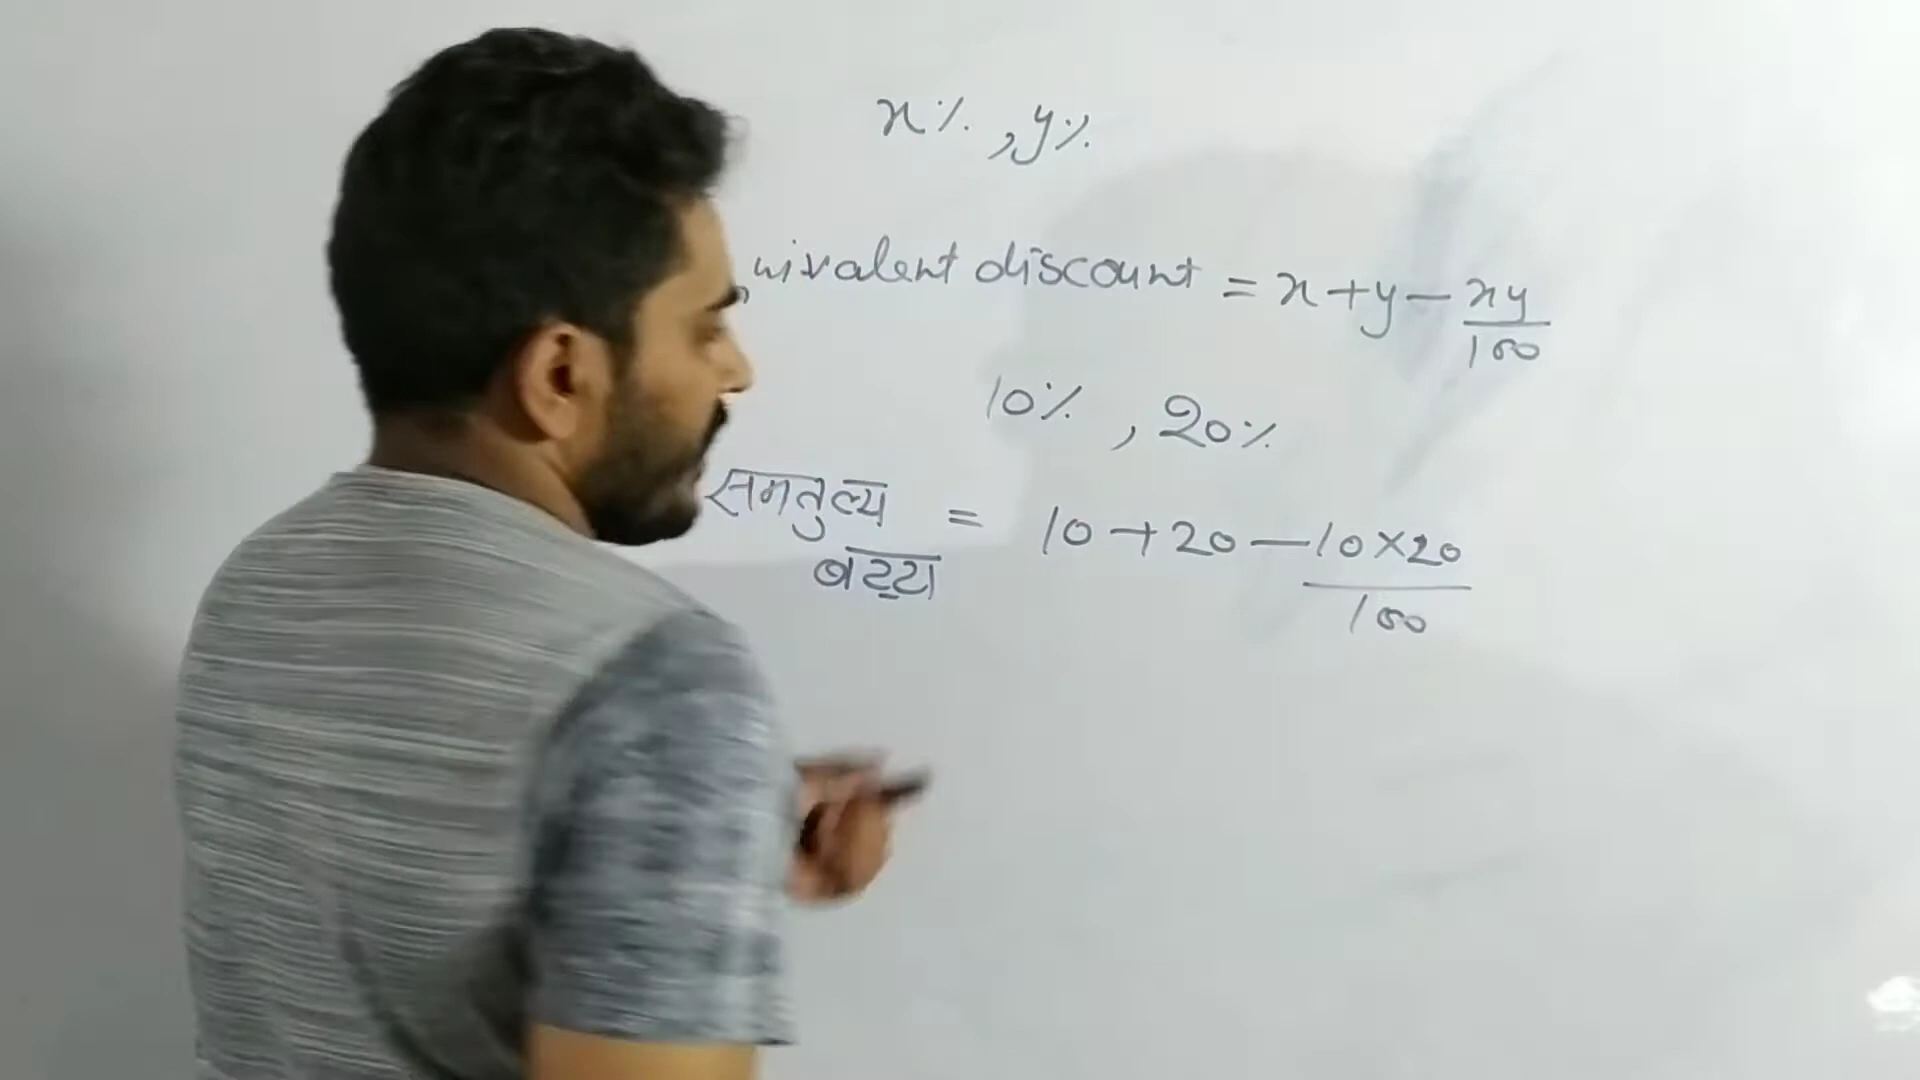 x%, y%
uivalent discount = x+y-xy/100
10%, 20%
समतुल्य बट्टा = 10+20-10×20/100